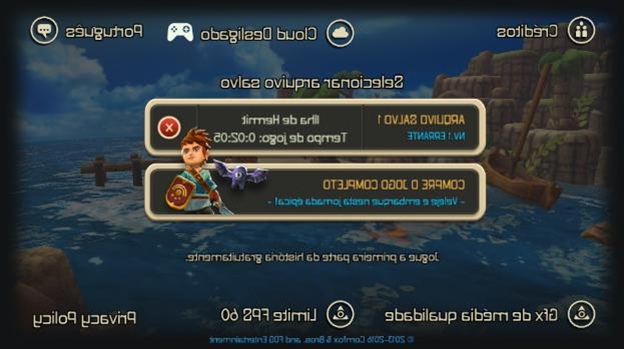 Créditos
Cloud Desligado
Português
Selecionar arquivo salvo
ARQUIVO SALVO 1
NV.1 ERRANTE
Ilha de Hermit
Tempo de jogo: 0:02:05
COMPRE O JOGO COMPLETO
- Veleje e embarque nesta jornada épica! -
Jogue a primeira parte da história gratuitamente.
Gfx de média qualidade
Limite FPS 60
Privacy Policy
© 2013-2016 Cornfox & Bros. and FDG Entertainment